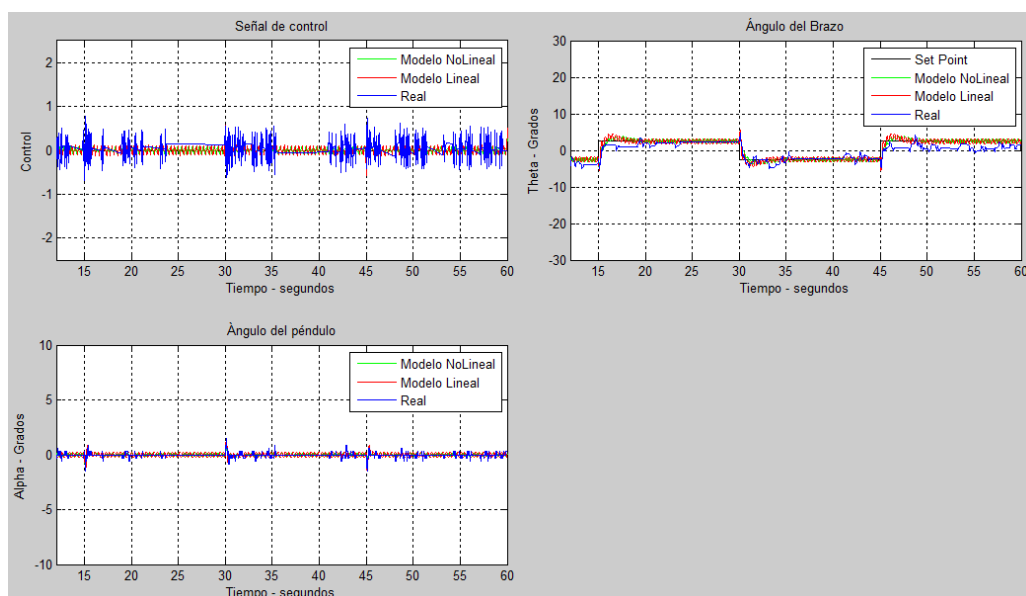 Señal de control
Control
2
1
0
-1
-2
Modelo NoLineal
Modelo Lineal
Real
15 20 25 30 35 40 45 50 55 60
Tiempo - segundos
Ángulo del Brazo
Theta - Grados
30
20
10
0
-10
-20
-30
Set Point
Modelo NoLineal
Modelo Lineal
Real
15 20 25 30 35 40 45 50 55 60
Tiempo - segundos
Àngulo del péndulo
Alpha - Grados
10
5
0
-5
-10
Modelo NoLineal
Modelo Lineal
Real
15 20 25 30 35 40 45 50 55 60
Tiempo - segundos